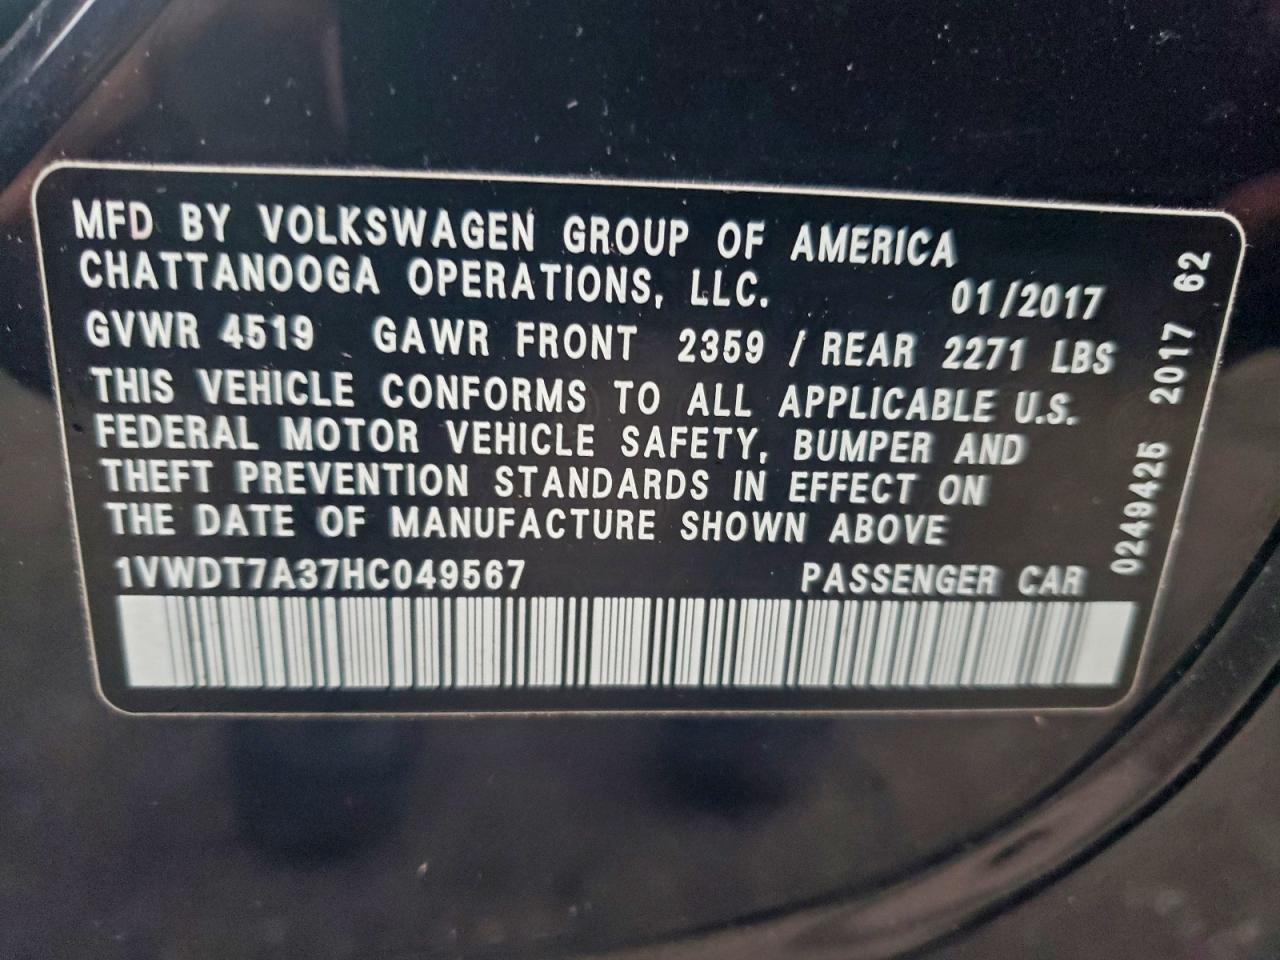 MFD BY VOLKSWAGEN GROUP OF AMERICA
CHATTANOOGA OPERATIONS, LLC.
01/2017
GVWR 4519 GAWR FRONT 2359 / REAR 2271 LBS
THIS VEHICLE CONFORMS TO ALL APPLICABLE U.S.
FEDERAL MOTOR VEHICLE SAFETY, BUMPER AND
THEFT PREVENTION STANDARDS IN EFFECT ON
THE DATE OF MANUFACTURE SHOWN ABOVE
1VWDT7A37HC049567 PASSENGER CAR
0249425 2017 62